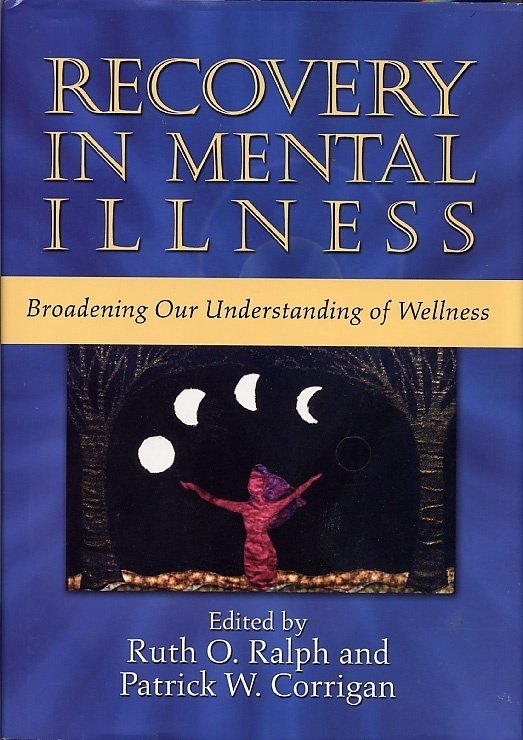 RECOVERY
IN MENTAL
ILLNESS
Broadening Our Understanding of Wellness
Edited by
Ruth O. Ralph and
Patrick W. Corrigan